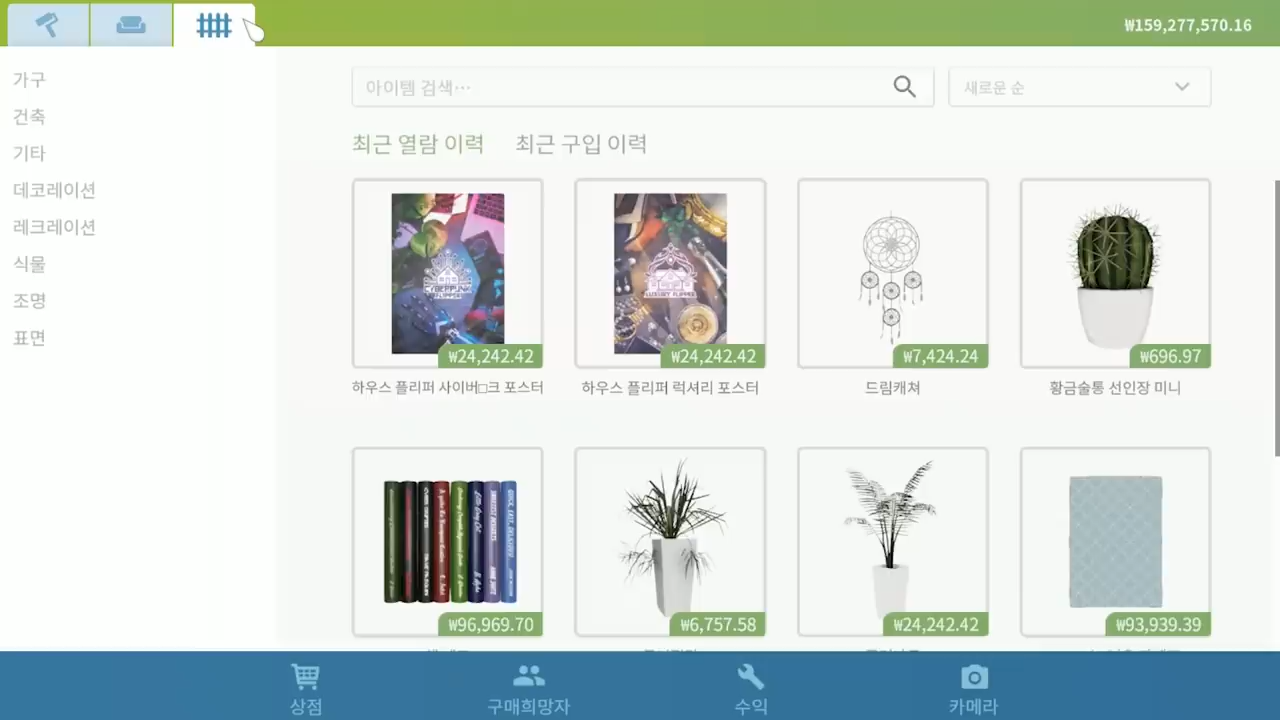 ₩159,277,570.16
가구
건축
기타
데코레이션
레크레이션
식물
조명
표면
아이템 검색…
새로운 순
최근 열람 이력
최근 구입 이력
₩24,242.42
₩24,242.42
₩7,424.24
₩696.97
하우스 플리퍼 사이버□크 포스터
하우스 플리퍼 럭셔리 포스터
드림캐쳐
황금술통 선인장 미니
₩96,969.70
₩6,757.58
₩24,242.42
₩93,939.39
상점
구매희망자
수익
카메라